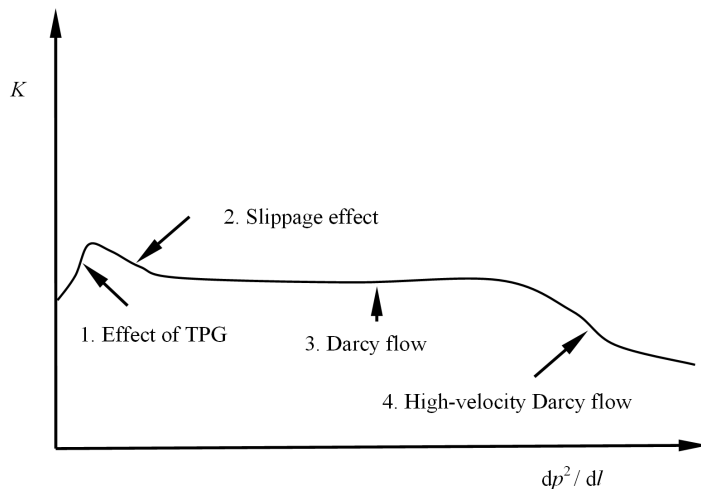 K
2. Slippage effect
1. Effect of TPG
3. Darcy flow
4. High-velocity Darcy flow
dp²/dl